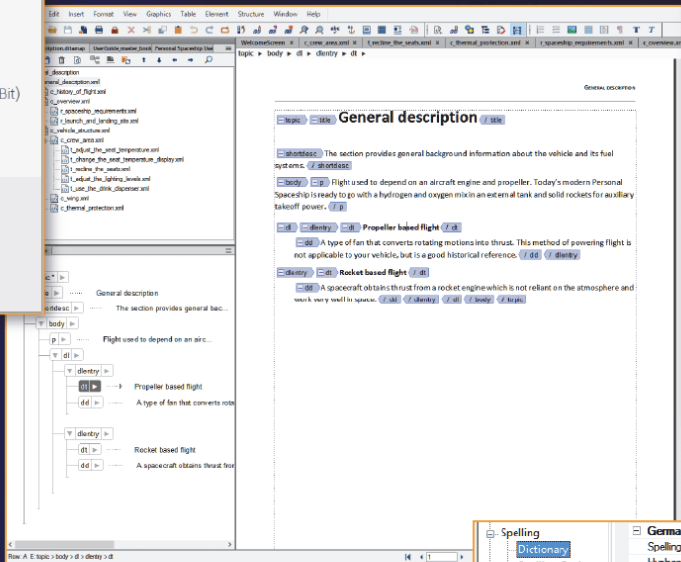 Bit)
Edit Insert Format View Graphics Table Element Structure Window Help
WelcomeScreen × c_crew_area.xml × t_recline_the_seats.xml × c_thermal_protection.xml × r_spaceship_requirements.xml × c_overview.xml
topic ▸ body ▸ dl ▸ dlentry ▸ dt ▸
c_history_of_flight.xml
c_overview.xml
r_spaceship_requirements.xml
r_launch_and_landing_site.xml
c_vehicle_structure.xml
c_crew_area.xml
t_adjust_the_seat_temperature.xml
t_change_the_seat_temperature_display.xml
t_recline_the_seats.xml
t_adjust_the_lighting_levels.xml
t_use_the_drink_dispenser.xml
c_wing.xml
c_thermal_protection.xml
General description
The section provides general bac...
body
p Flight used to depend on an airc...
dl
dlentry
dt Propeller based flight
dd A type of fan that converts rota
dlentry
dt Rocket based flight
dd A spacecraft obtains thrust from
Row: A E: topic > body > dl > dlentry > dt
1
GENERAL DESCRIPTION
topic title General description / title
shortdesc The section provides general background information about the vehicle and its fuel
systems. / shortdesc
body p Flight used to depend on an aircraft engine and propeller. Today's modern Personal
Spaceship is ready to go with a hydrogen and oxygen mix in an external tank and solid rockets for auxiliary
takeoff power. / p
dl dlentry dt Propeller based flight / dt
dd A type of fan that converts rotating motions into thrust. This method of powering flight is
not applicable to your vehicle, but is a good historical reference. / dd / dlentry
dlentry dt Rocket based flight / dt
dd A spacecraft obtains thrust from a rocket engine which is not reliant on the atmosphere and
work very well in space. / dd / dlentry / dl / body / topic
Spelling
Dictionary
Germa
Spelling